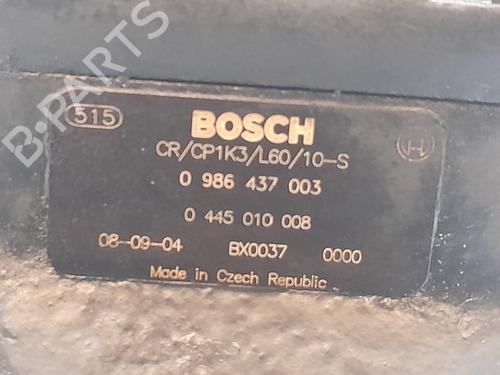 515
BOSCH
CR/CP1K3/L60/10-S
0 986 437 003
0 445 010 008
08-09-04 BX0037 0000
Made in Czech Republic
B-PARTS